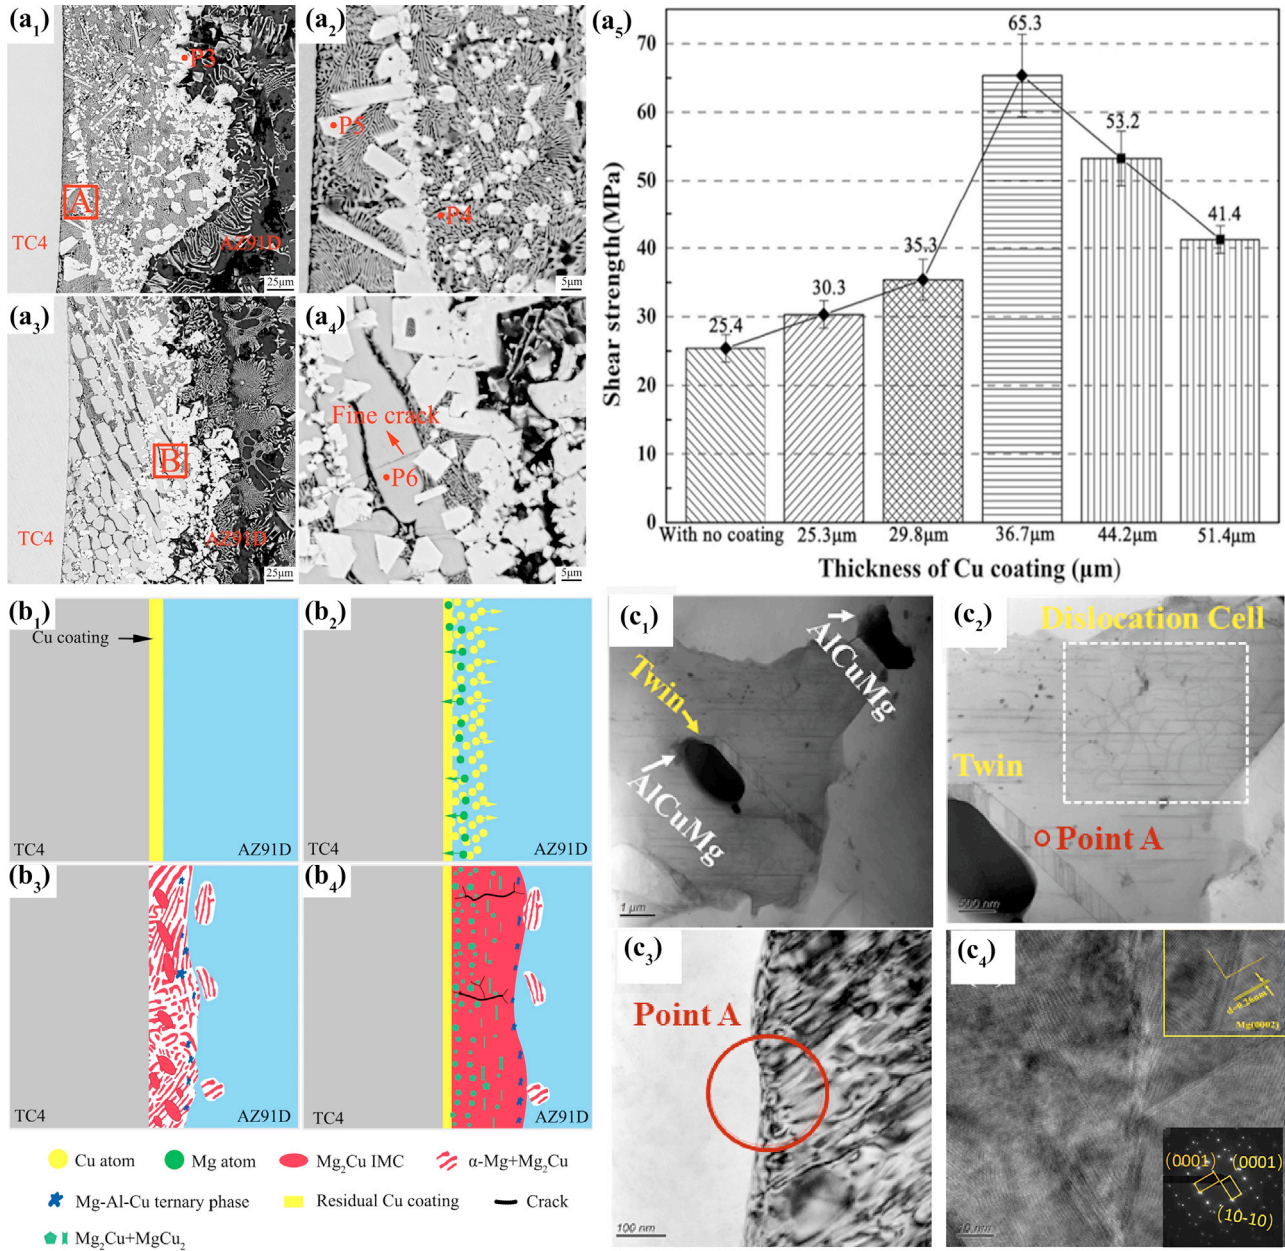 (a₁)
P3
A
TC4
AZ91D
25μm
(a₂)
P5
P4
5μm
(a₃)
B
TC4
AZ91D
25μm
(a₄)
Fine crack
P6
5μm
(a₅)
Shear strength(MPa)
70
60
50
40
30
20
10
0
25.4
30.3
35.3
65.3
53.2
41.4
With no coating
25.3μm
29.8μm
36.7μm
44.2μm
51.4μm
Thickness of Cu coating (μm)
(b₁)
Cu coating
TC4
AZ91D
(b₂)
TC4
AZ91D
(b₃)
TC4
AZ91D
(b₄)
TC4
AZ91D
Cu atom
Mg atom
Mg₂Cu IMC
α-Mg+Mg₂Cu
Mg-Al-Cu ternary phase
Residual Cu coating
Crack
Mg₂Cu+MgCu₂
(c₁)
AlCuMg
Twin
AlCuMg
1 μm
(c₂)
Dislocation Cell
Twin
Point A
500 nm
(c₃)
Point A
100 nm
(c₄)
d=0.26nm
Mg(0002)
(0001)
(0001)
(10-10)
10 nm